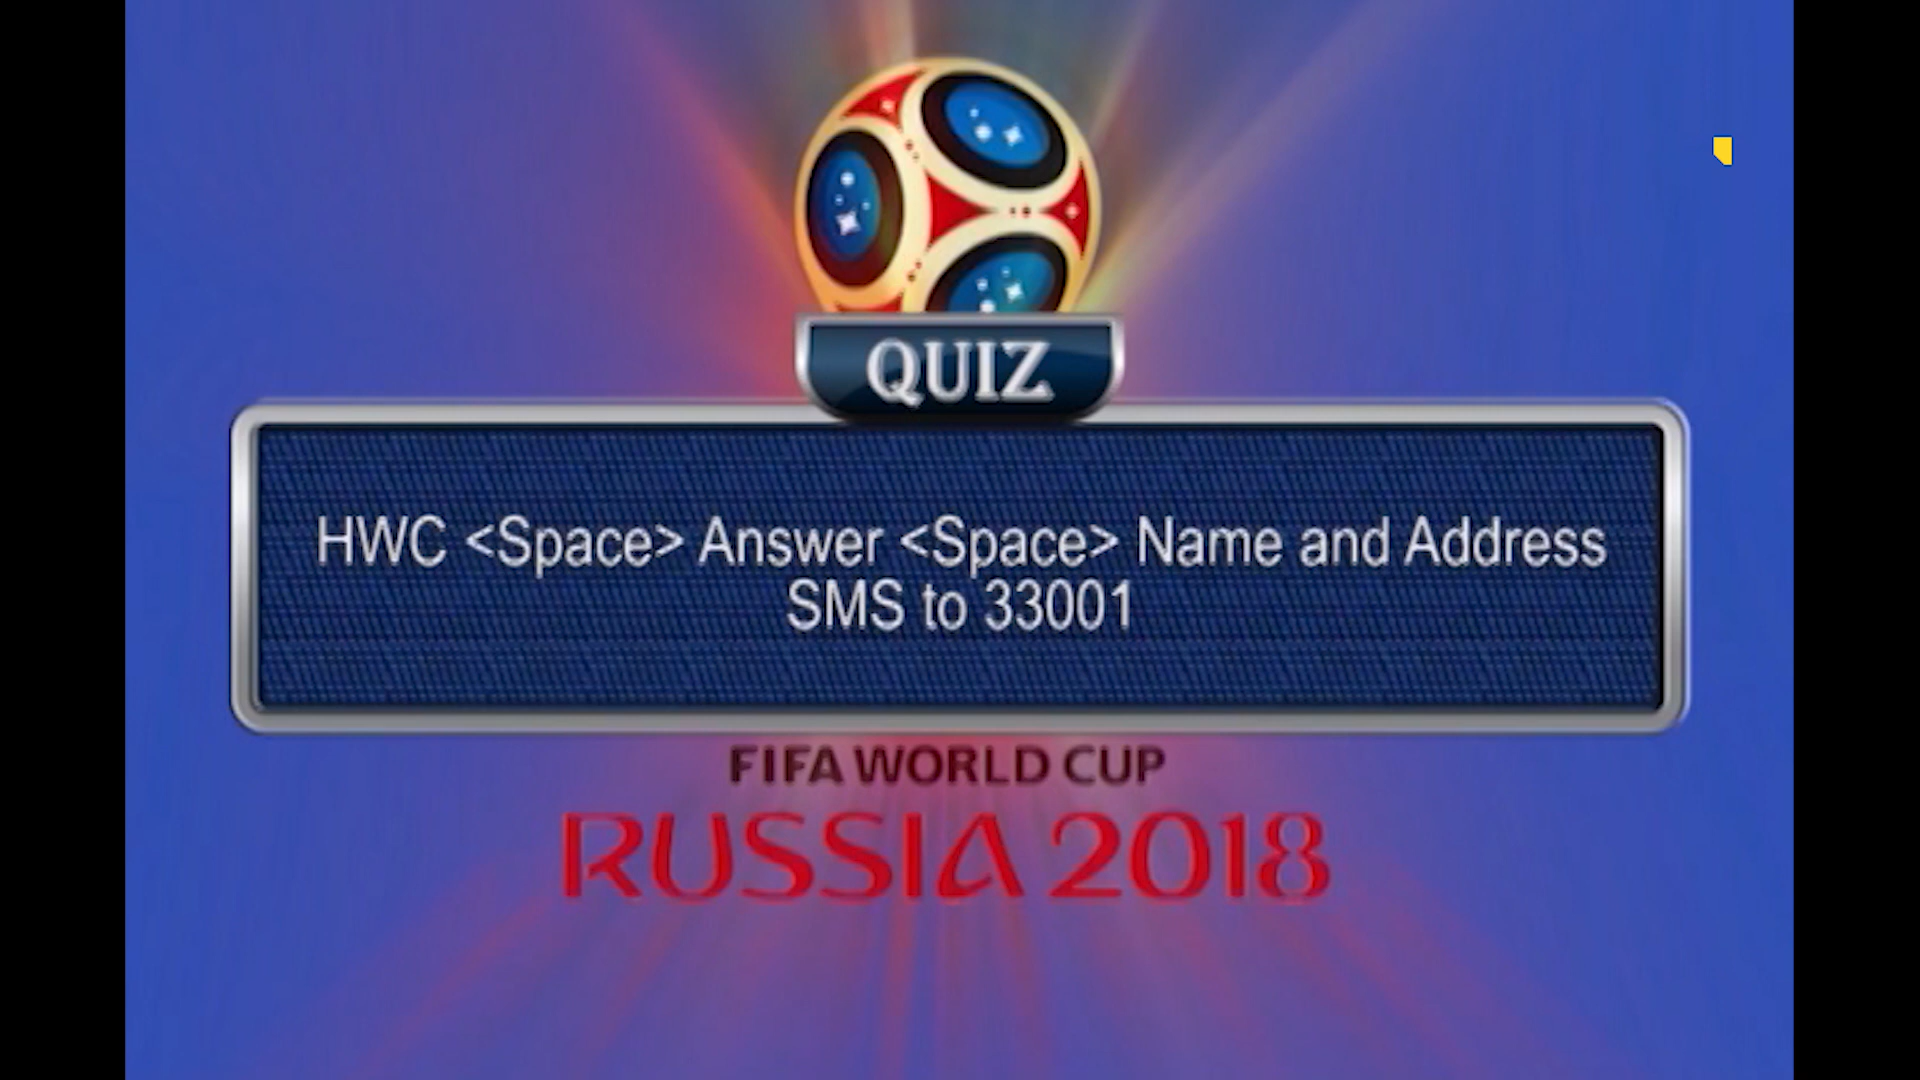 QUIZ
HWC <Space> Answer <Space> Name and Address
SMS to 33001
FIFA WORLD CUP
RUSSIA 2018